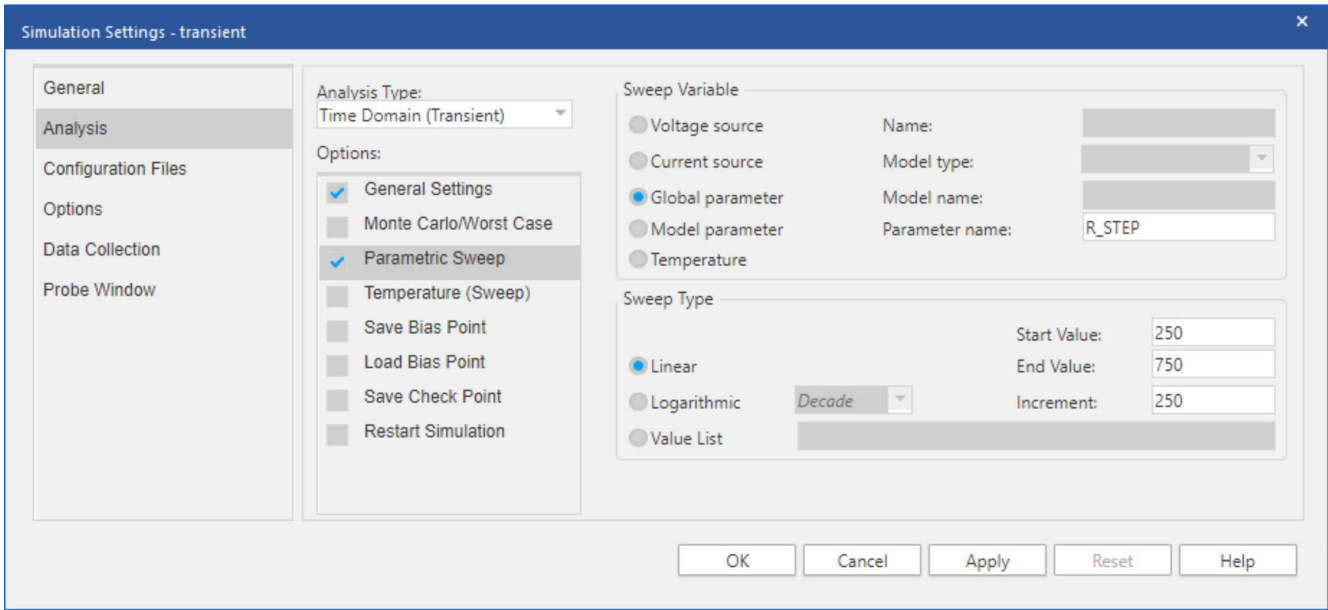 Simulation Settings - transient
×
General
Analysis
Configuration Files
Options
Data Collection
Probe Window
Analysis Type:
Time Domain (Transient)
Options:
General Settings
Monte Carlo/Worst Case
Parametric Sweep
Temperature (Sweep)
Save Bias Point
Load Bias Point
Save Check Point
Restart Simulation
Sweep Variable
Voltage source Name:
Current source Model type:
Global parameter Model name:
Model parameter Parameter name: R_STEP
Temperature
Sweep Type
Start Value: 250
Linear End Value: 750
Logarithmic Decade Increment: 250
Value List
OK Cancel Apply Reset Help